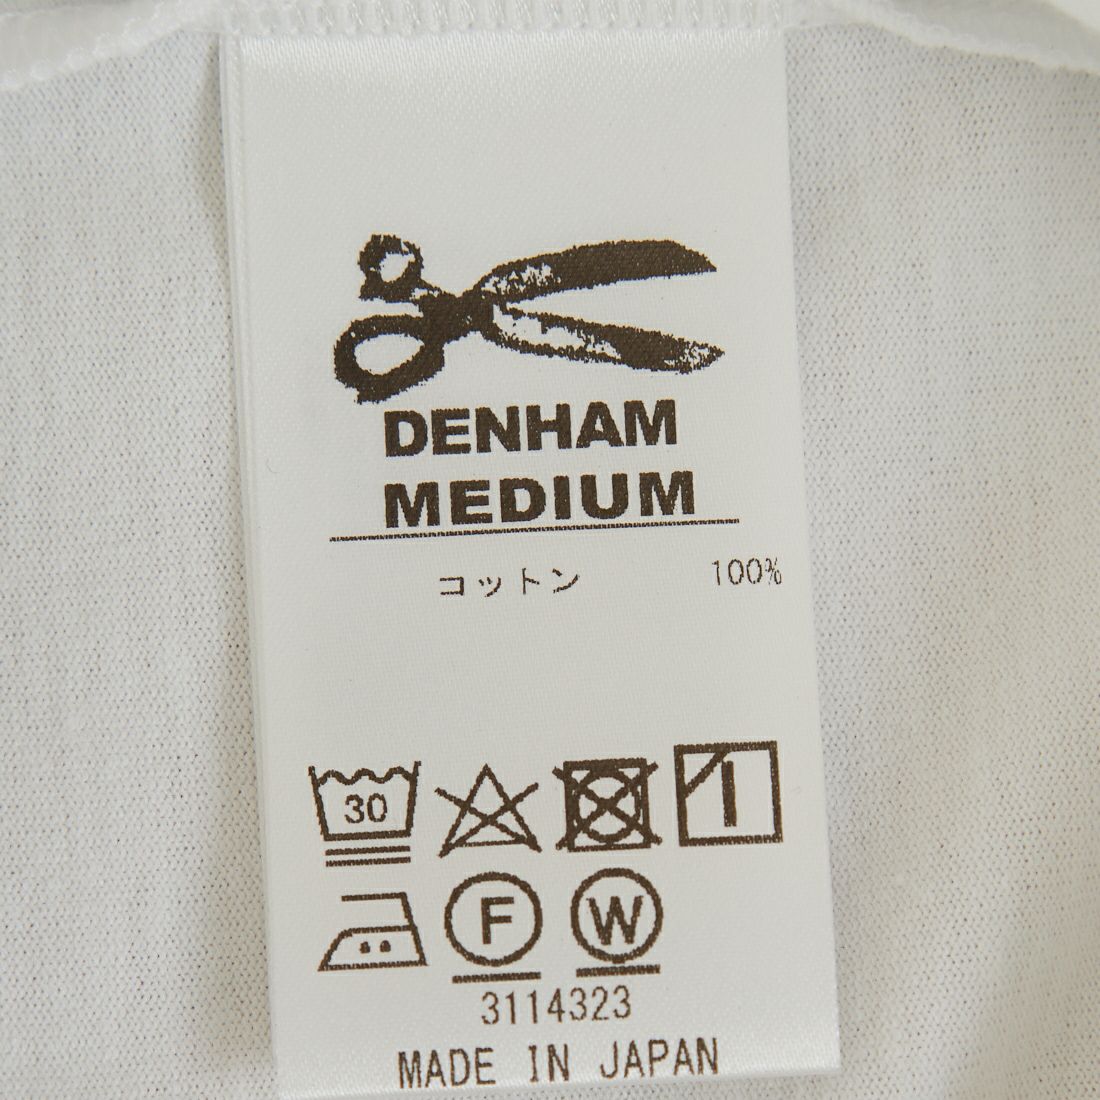 DENHAM
MEDIUM
コットン 100%
30
F W
3114323
MADE IN JAPAN